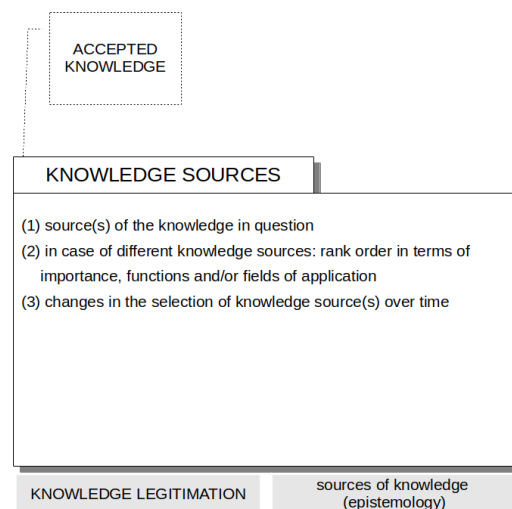 ACCEPTED
KNOWLEDGE
KNOWLEDGE SOURCES
(1) source(s) of the knowledge in question
(2) in case of different knowledge sources: rank order in terms of
importance, functions and/or fields of application
(3) changes in the selection of knowledge source(s) over time
KNOWLEDGE LEGITIMATION
sources of knowledge
(epistemology)